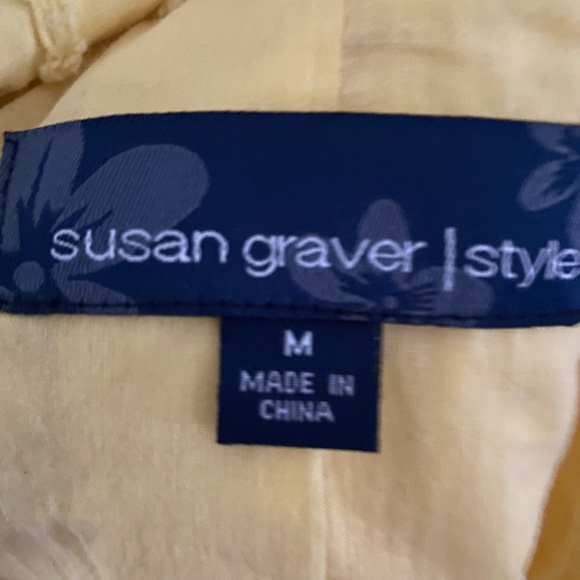 susan graver | style
M
MADE IN
CHINA